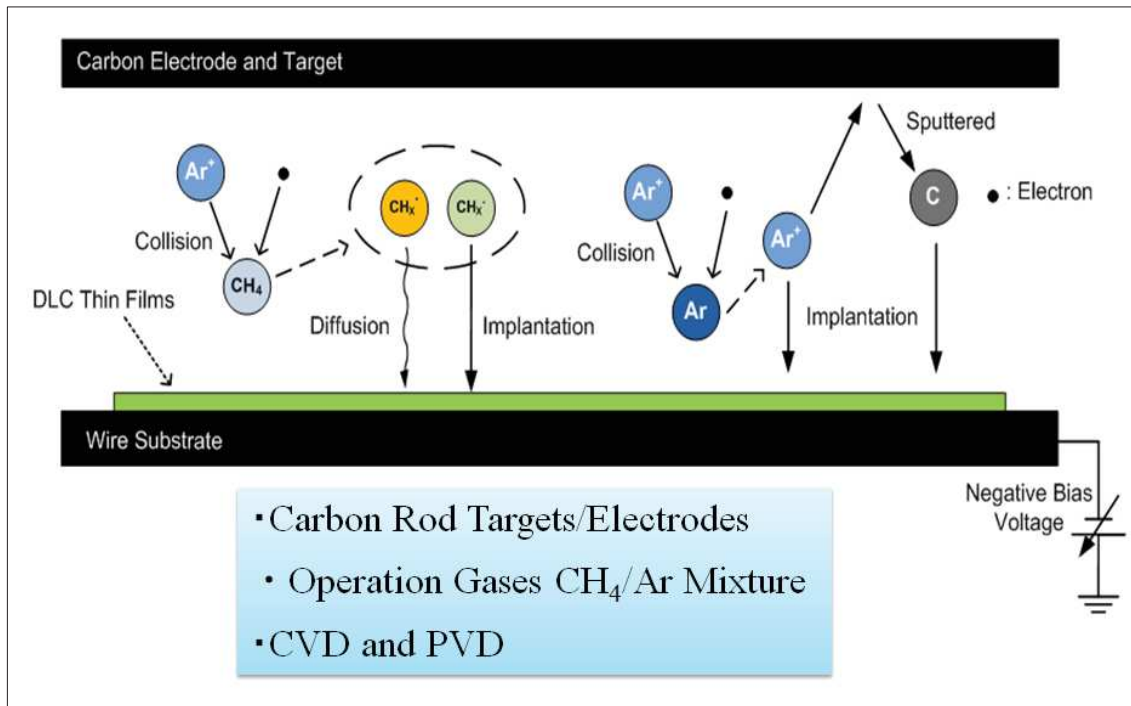 Carbon Electrode and Target
Sputtered
Ar⁺
CHₓ˙
CHₓ⁻
Ar⁺
Ar⁺
C
: Electron
Collision
Collision
CH₄
Ar
DLC Thin Films
Diffusion
Implantation
Implantation
Wire Substrate
Negative Bias
Voltage
▪Carbon Rod Targets/Electrodes
▪ Operation Gases CH₄/Ar Mixture
▪CVD and PVD